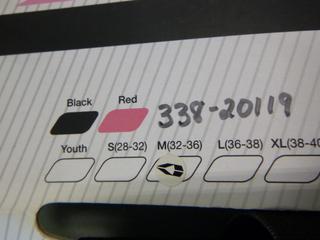 Black Red 338-20119
Youth S(28-32) M(32-36) L(36-38) XL(38-40